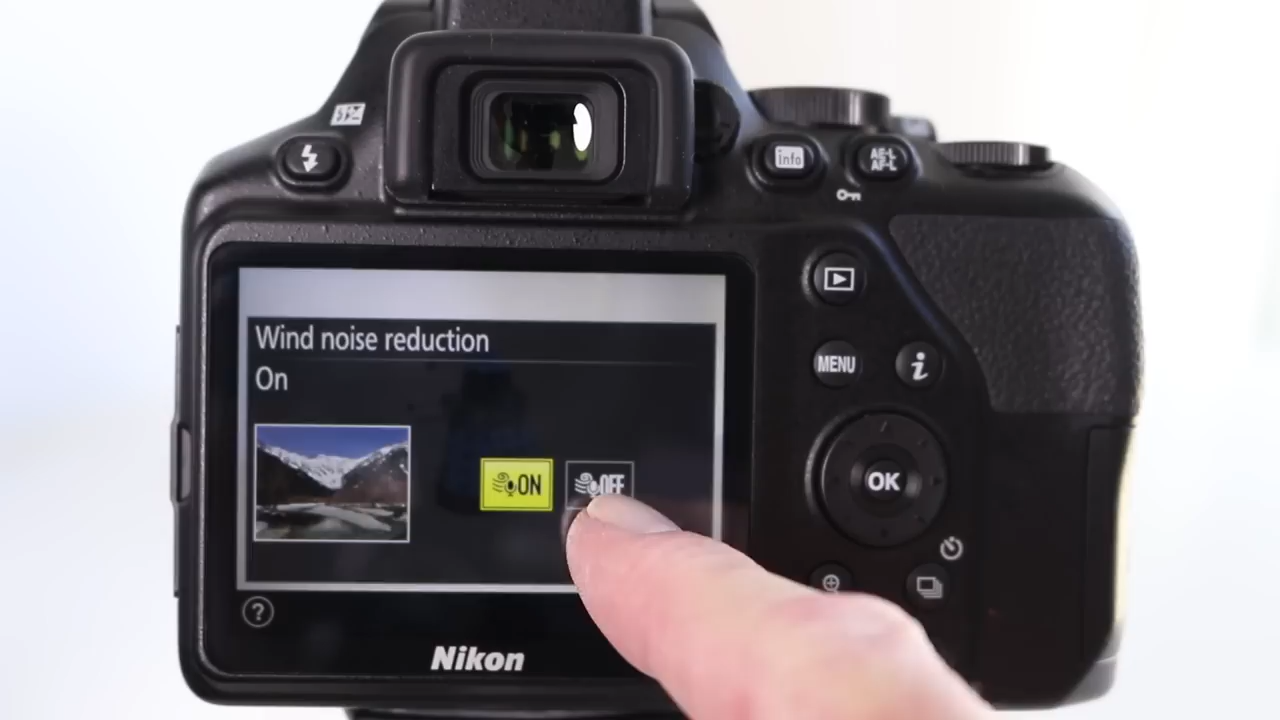 info
AE-L
AF-L
Wind noise reduction
On
MENU
i
ON
OFF
OK
?
Nikon